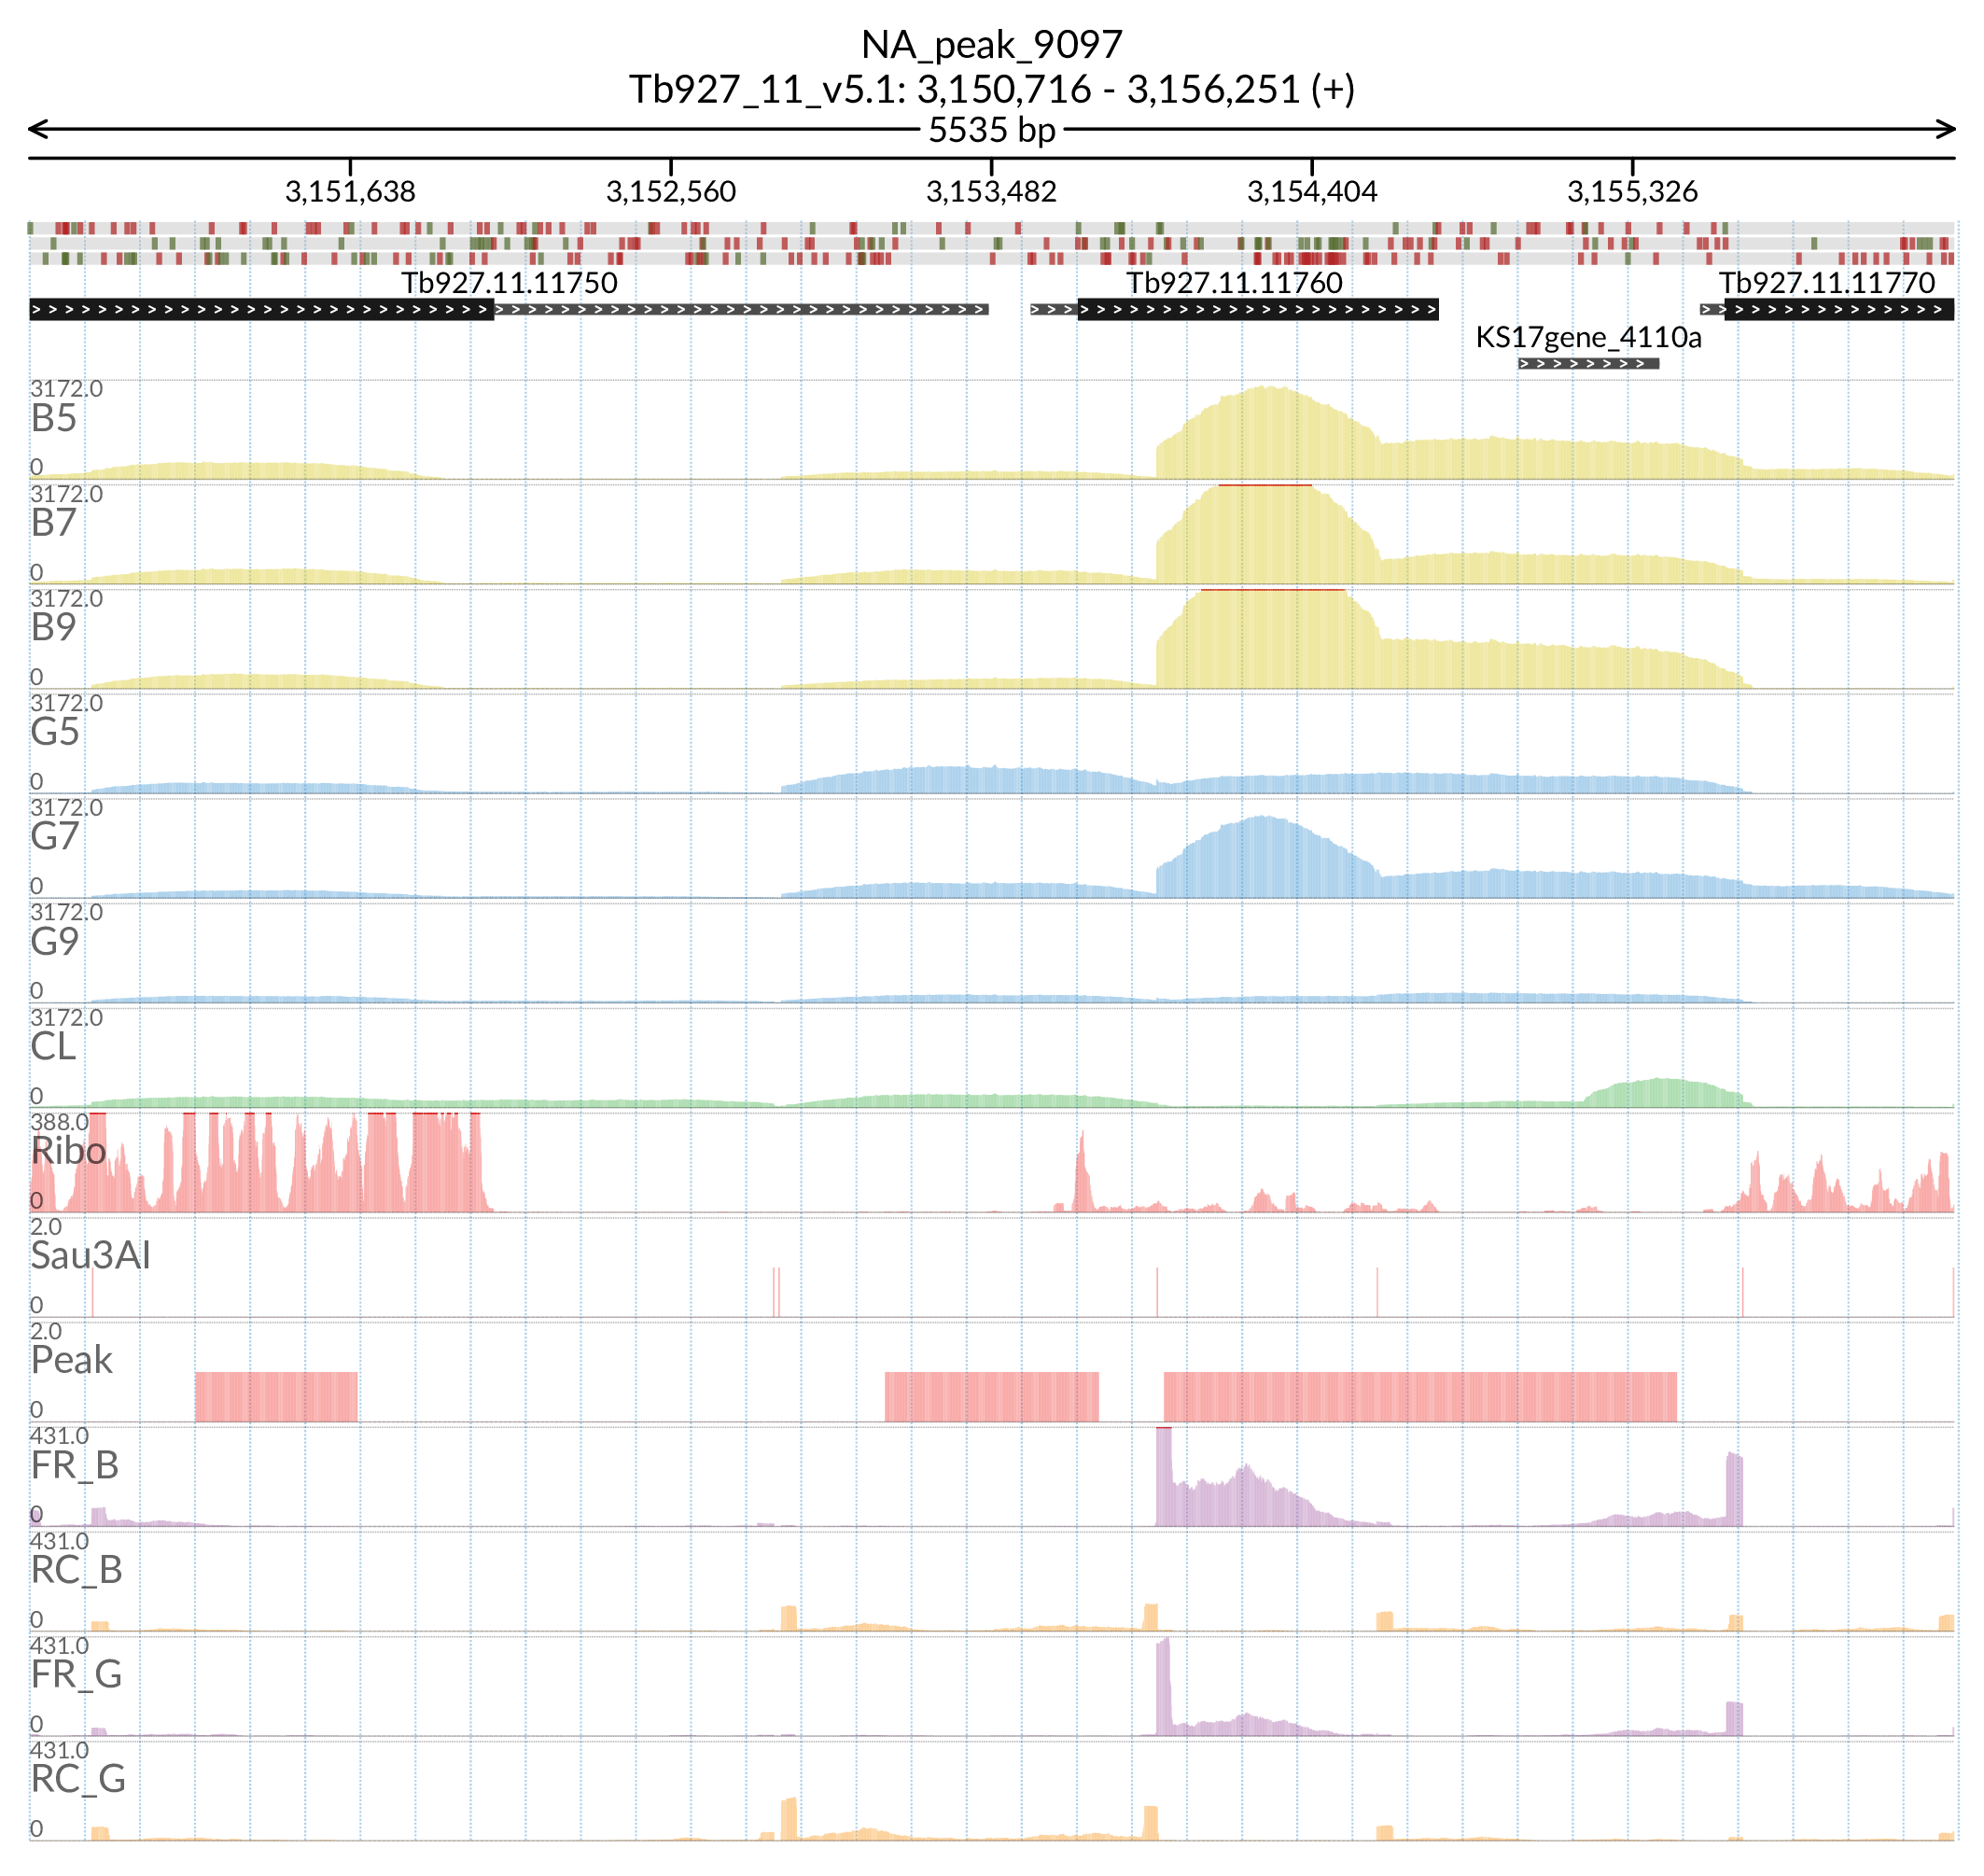 NA_peak_9097
Tb927_11_v5.1: 3,150,716 - 3,156,251 (+)
5535 bp
3,151,638 3,152,560 3,153,482 3,154,404 3,155,326
Tb927.11.11750 Tb927.11.11760 Tb927.11.11770
KS17gene_4110a
3172.0
B5
0
3172.0
B7
0
3172.0
B9
0
3172.0
G5
0
3172.0
G7
0
3172.0
G9
0
3172.0
CL
0
388.0
Ribo
0
2.0
Sau3AI
0
2.0
Peak
0
431.0
FR_B
0
431.0
RC_B
0
431.0
FR_G
0
431.0
RC_G
0